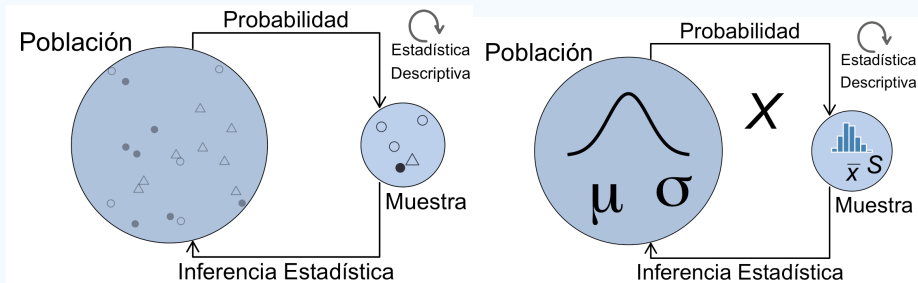 Probabilidad
Población
Estadística
Descriptiva
Muestra
Inferencia Estadística
Probabilidad
Población
Estadística
Descriptiva
X
μ σ
x̅ S
Muestra
Inferencia Estadística